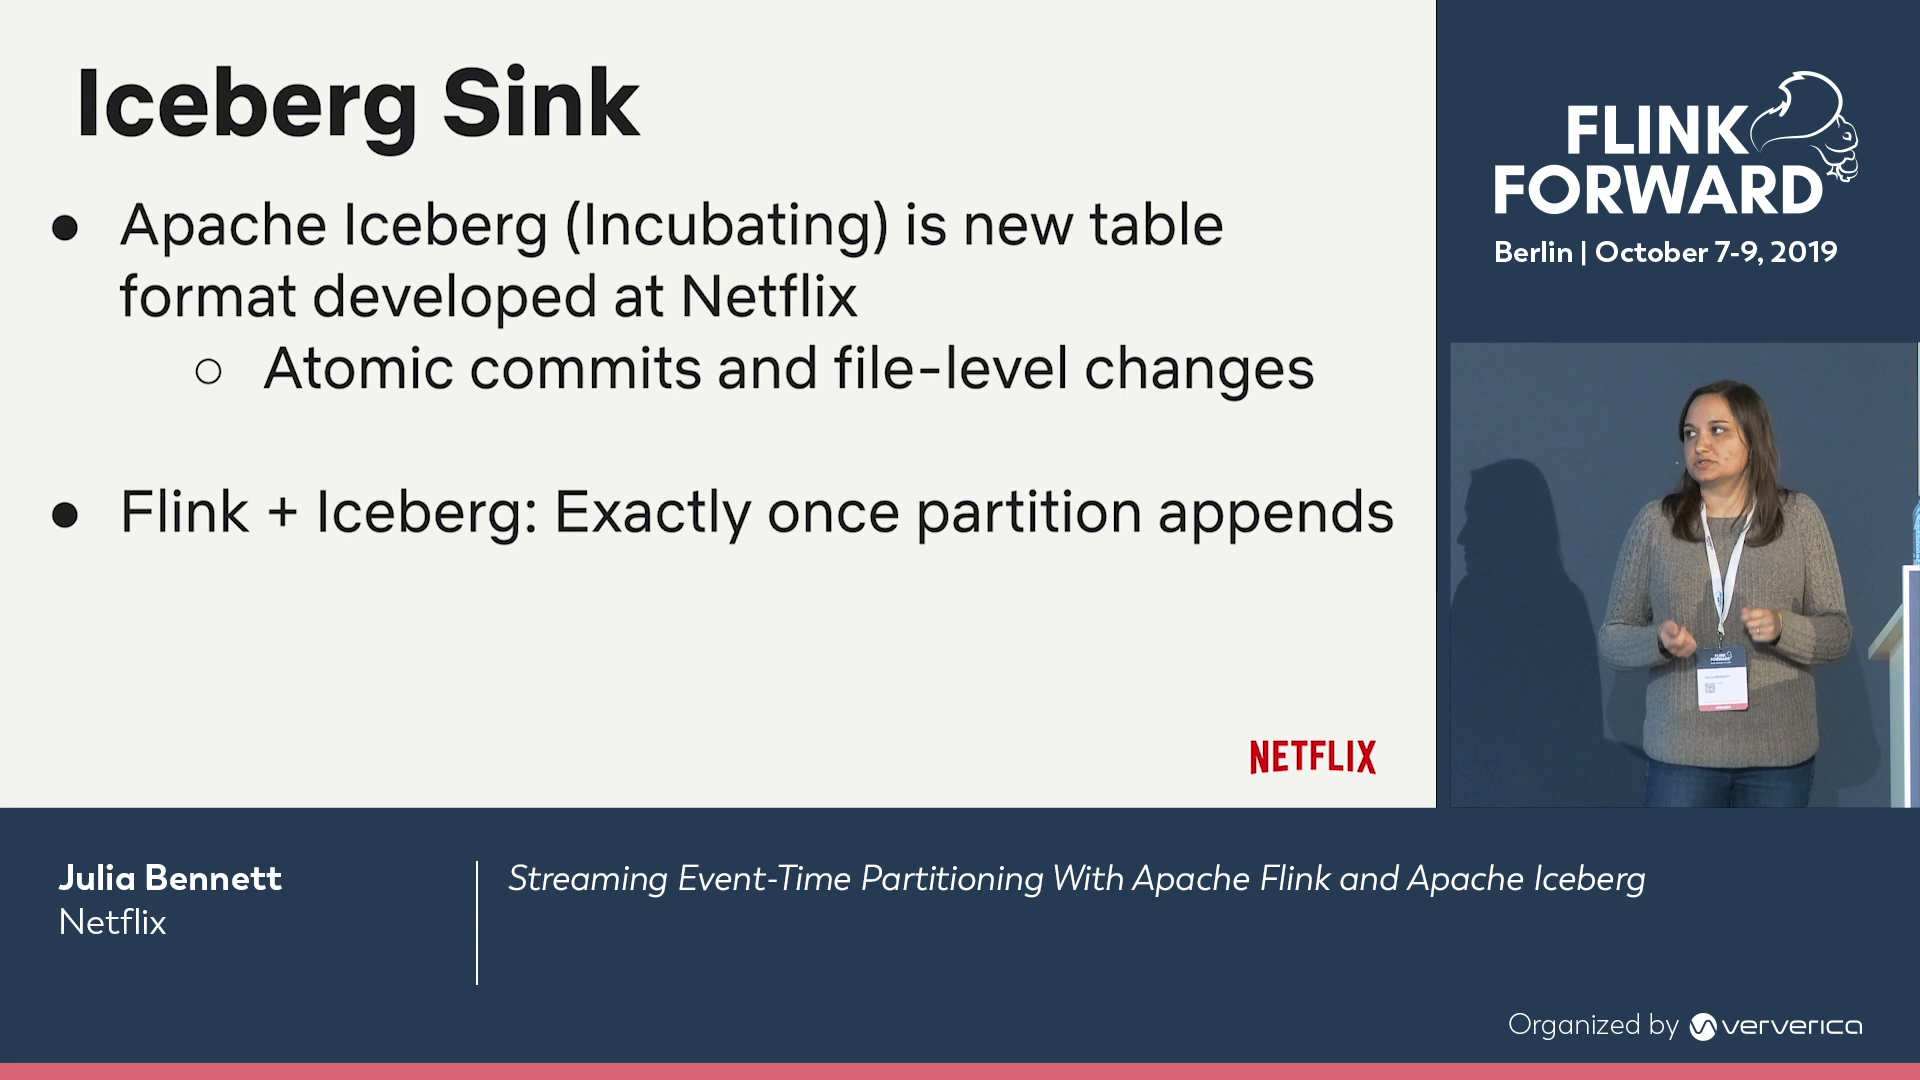 Iceberg Sink
● Apache Iceberg (Incubating) is new table
format developed at Netflix
○ Atomic commits and file-level changes
● Flink + Iceberg: Exactly once partition appends
NETFLIX
FLINK
FORWARD
Berlin | October 7-9, 2019
FLINK
FORWARD
Julia Bennett
Netflix
Streaming Event-Time Partitioning With Apache Flink and Apache Iceberg
Organized by ververica